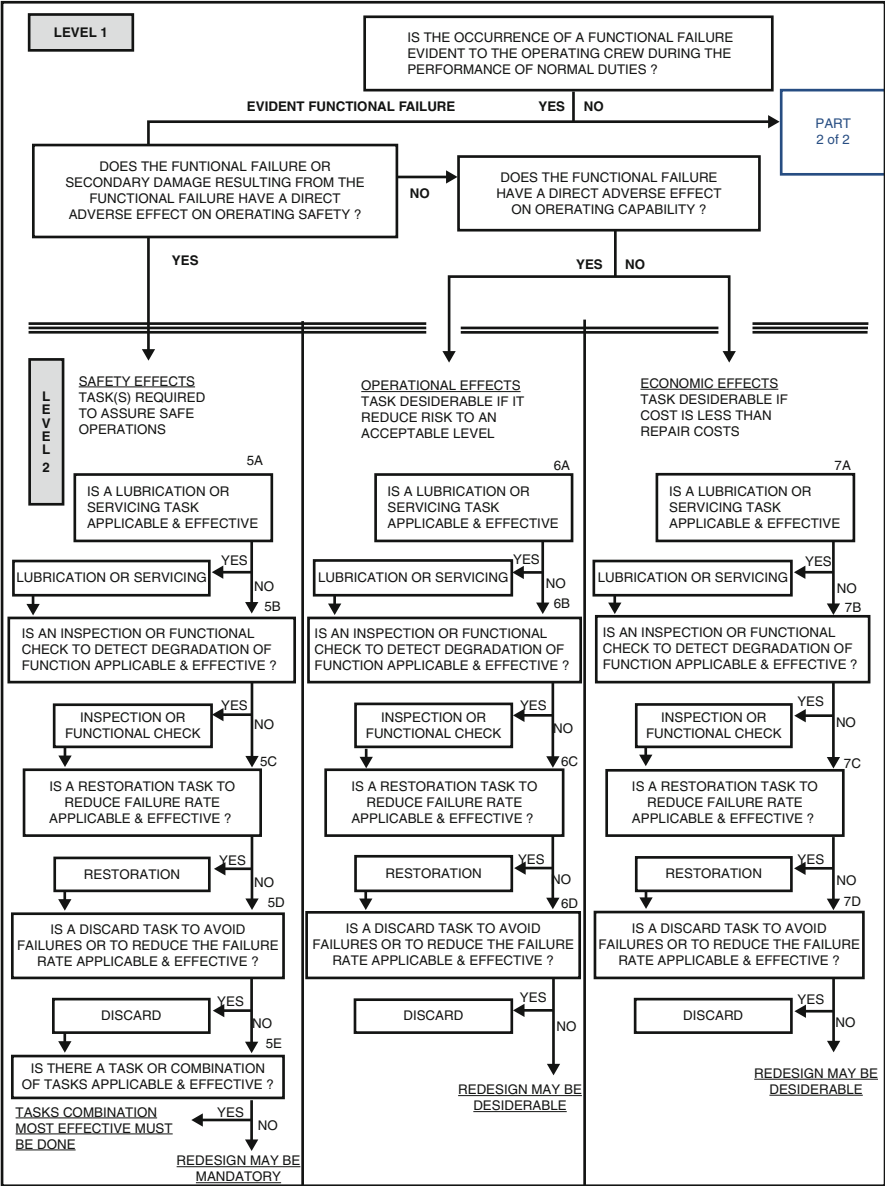 LEVEL 1
IS THE OCCURRENCE OF A FUNCTIONAL FAILURE
EVIDENT TO THE OPERATING CREW DURING THE
PERFORMANCE OF NORMAL DUTIES ?
EVIDENT FUNCTIONAL FAILURE
YES
NO
PART
2 of 2
DOES THE FUNTIONAL FAILURE OR
SECONDARY DAMAGE RESULTING FROM THE
FUNCTIONAL FAILURE HAVE A DIRECT
ADVERSE EFFECT ON ORERATING SAFETY ?
NO
DOES THE FUNCTIONAL FAILURE
HAVE A DIRECT ADVERSE EFFECT
ON ORERATING CAPABILITY ?
YES
YES
NO
LEVEL 2
SAFETY EFFECTS
TASK(S) REQUIRED
TO ASSURE SAFE
OPERATIONS
5A
IS A LUBRICATION OR
SERVICING TASK
APPLICABLE & EFFECTIVE
YES
LUBRICATION OR SERVICING
NO
5B
IS AN INSPECTION OR FUNCTIONAL
CHECK TO DETECT DEGRADATION OF
FUNCTION APPLICABLE & EFFECTIVE ?
YES
INSPECTION OR
FUNCTIONAL CHECK
NO
5C
IS A RESTORATION TASK TO
REDUCE FAILURE RATE
APPLICABLE & EFFECTIVE ?
YES
RESTORATION
NO
5D
IS A DISCARD TASK TO AVOID
FAILURES OR TO REDUCE THE FAILURE
RATE APPLICABLE & EFFECTIVE ?
YES
DISCARD
NO
5E
IS THERE A TASK OR COMBINATION
OF TASKS APPLICABLE & EFFECTIVE ?
YES
TASKS COMBINATION
MOST EFFECTIVE MUST
BE DONE
NO
REDESIGN MAY BE
MANDATORY
OPERATIONAL EFFECTS
TASK DESIDERABLE IF IT
REDUCE RISK TO AN
ACCEPTABLE LEVEL
6A
IS A LUBRICATION OR
SERVICING TASK
APPLICABLE & EFFECTIVE
YES
LUBRICATION OR SERVICING
NO
6B
IS AN INSPECTION OR FUNCTIONAL
CHECK TO DETECT DEGRADATION OF
FUNCTION APPLICABLE & EFFECTIVE ?
YES
INSPECTION OR
FUNCTIONAL CHECK
NO
6C
IS A RESTORATION TASK TO
REDUCE FAILURE RATE
APPLICABLE & EFFECTIVE ?
YES
RESTORATION
NO
6D
IS A DISCARD TASK TO AVOID
FAILURES OR TO REDUCE THE FAILURE
RATE APPLICABLE & EFFECTIVE ?
YES
DISCARD
NO
REDESIGN MAY BE
DESIDERABLE
ECONOMIC EFFECTS
TASK DESIDERABLE IF
COST IS LESS THAN
REPAIR COSTS
7A
IS A LUBRICATION OR
SERVICING TASK
APPLICABLE & EFFECTIVE
YES
LUBRICATION OR SERVICING
NO
7B
IS AN INSPECTION OR FUNCTIONAL
CHECK TO DETECT DEGRADATION OF
FUNCTION APPLICABLE & EFFECTIVE ?
YES
INSPECTION OR
FUNCTIONAL CHECK
NO
7C
IS A RESTORATION TASK TO
REDUCE FAILURE RATE
APPLICABLE & EFFECTIVE ?
YES
RESTORATION
NO
7D
IS A DISCARD TASK TO AVOID
FAILURES OR TO REDUCE THE FAILURE
RATE APPLICABLE & EFFECTIVE ?
YES
DISCARD
NO
REDESIGN MAY BE
DESIDERABLE